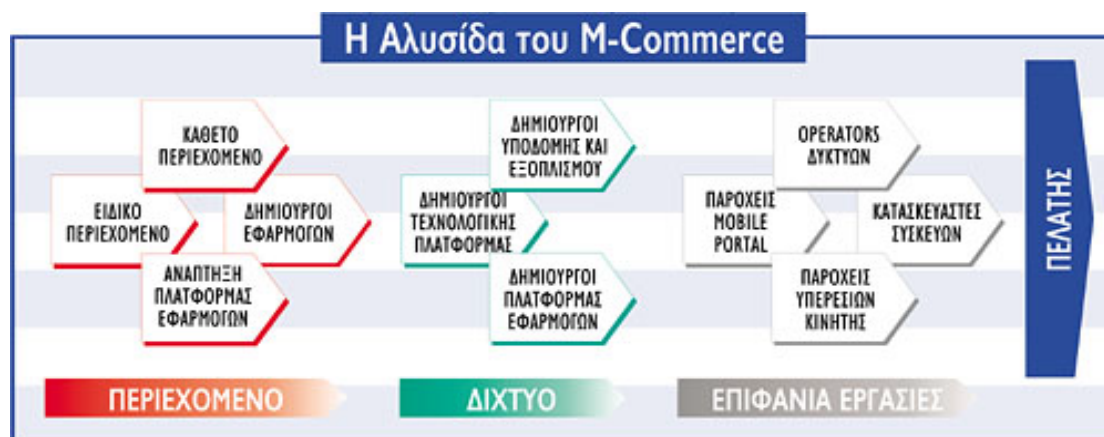 Η Αλυσίδα του M-Commerce
ΚΑΘΕΤΟ
ΠΕΡΙΕΧΟΜΕΝΟ
ΕΙΔΙΚΟ
ΠΕΡΙΕΧΟΜΕΝΟ
ΔΗΜΙΟΥΡΓΟΙ
ΕΦΑΡΜΟΓΩΝ
ΑΝΑΠΤΗΞΗ
ΠΛΑΤΦΟΡΜΑΣ
ΕΦΑΡΜΟΓΩΝ
ΠΕΡΙΕΧΟΜΕΝΟ
ΔΗΜΙΟΥΡΓΟΙ
ΥΠΟΔΟΜΗΣ ΚΑΙ
ΕΞΟΠΛΙΣΜΟΥ
ΔΗΜΙΟΥΡΓΟΙ
ΤΕΧΝΟΛΟΓΙΚΗΣ
ΠΛΑΤΦΟΡΜΑΣ
ΔΗΜΙΟΥΡΓΟΙ
ΠΛΑΤΦΟΡΜΑΣ
ΕΦΑΡΜΟΓΩΝ
ΔΙΧΤΥΟ
OPERATORS
ΔΥΚΤΥΩΝ
ΠΑΡΟΧΕΙΣ
MOBILE
PORTAL
ΚΑΤΑΣΚΕΥΑΣΤΕΣ
ΣΥΣΚΕΥΩΝ
ΠΑΡΟΧΕΙΣ
ΥΠΕΡΕΣΙΩΝ
ΚΙΝΗΤΗΣ
ΕΠΙΦΑΝΙΑ ΕΡΓΑΣΙΕΣ
ΠΕΛΑΤΗΣ